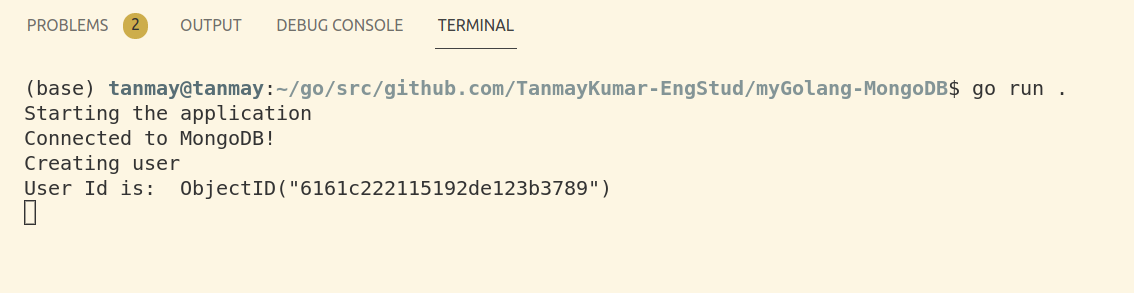 PROBLEMS 2 OUTPUT DEBUG CONSOLE TERMINAL
(base) tanmay@tanmay:~/go/src/github.com/TanmayKumar-EngStud/myGolang-MongoDB$ go run .
Starting the application
Connected to MongoDB!
Creating user
User Id is:  ObjectID("6161c222115192de123b3789")